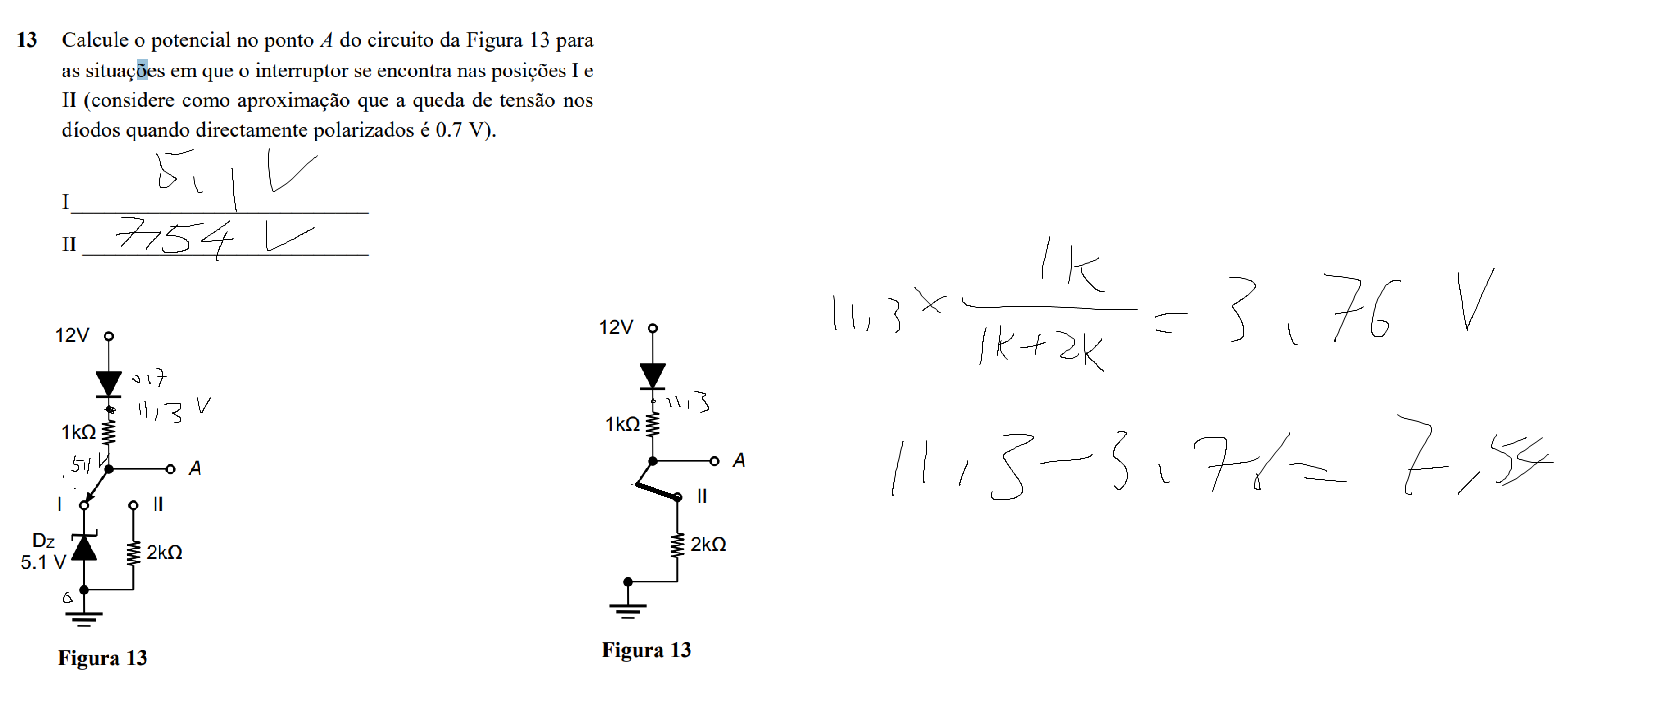 13 Calcule o potencial no ponto A do circuito da Figura 13 para
as situações em que o interruptor se encontra nas posições I e
II (considere como aproximação que a queda de tensão nos
díodos quando directamente polarizados é 0.7 V).
I 5,1 V
II 7,54 V
12V
0,7
11,3 V
1kΩ
5,1 V
A
I
II
Dz
5.1 V
2kΩ
0
Figura 13
12V
11,3
1kΩ
A
II
2kΩ
Figura 13
11,3 × 1k / 1k+2k = 3,76 V
11,3 - 3,76 = 7,54